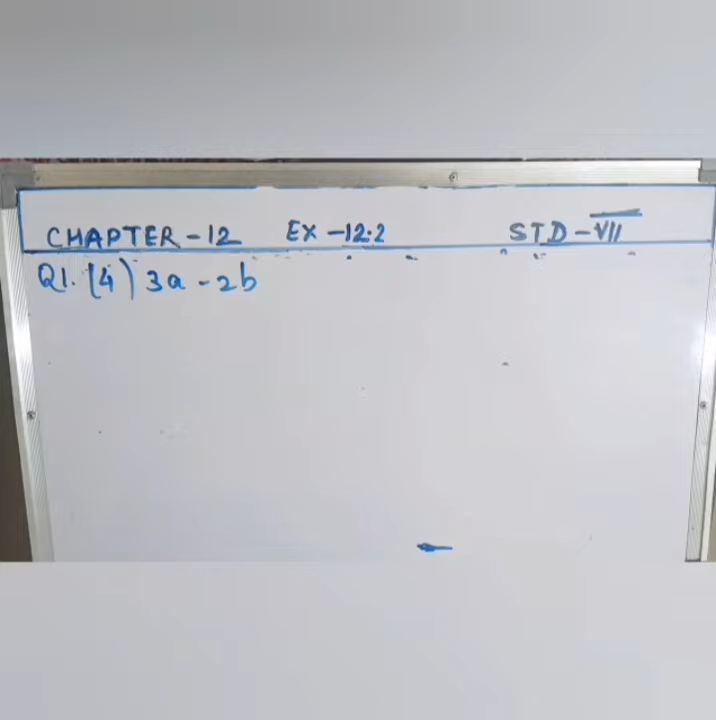 CHAPTER-12 EX-12.2 STD-VII
Q1. (4) 3a - 2b